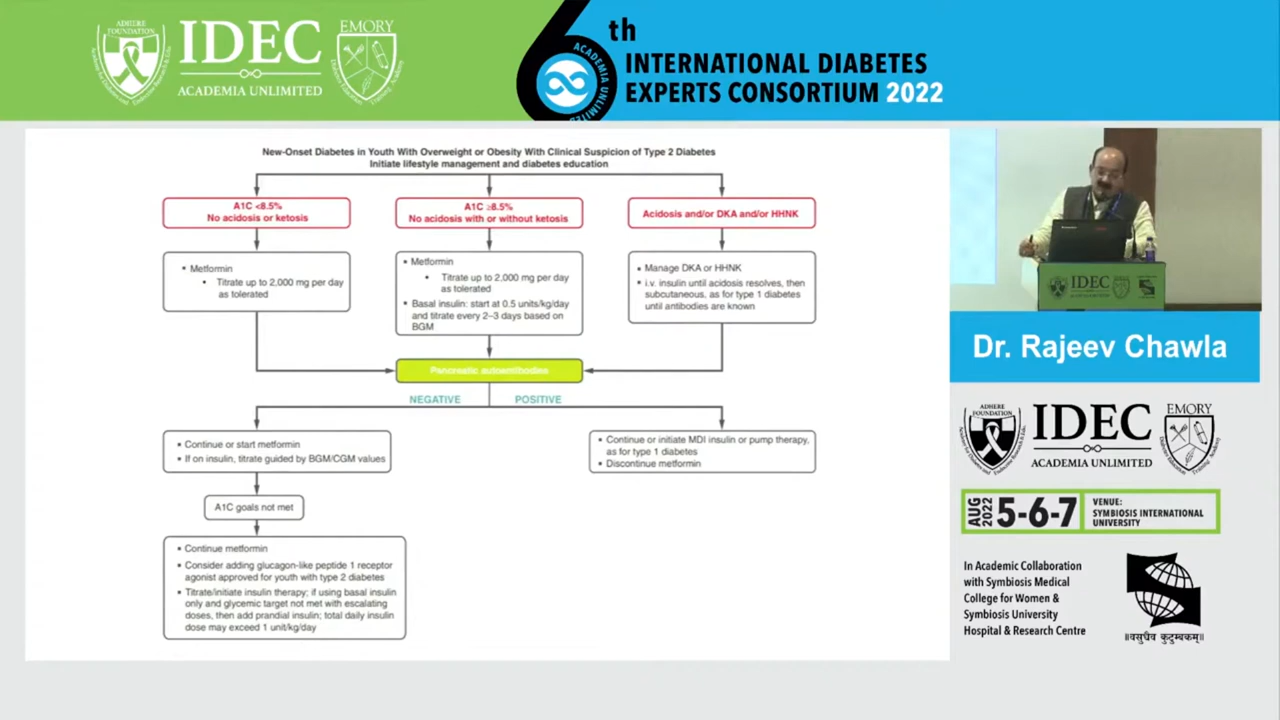 ADHERE
FOUNDATION
IDEC
ACADEMIA UNLIMITED
EMORY
6th
ACADEMIA UNLIMITED
INTERNATIONAL DIABETES
EXPERTS CONSORTIUM 2022
New-Onset Diabetes in Youth With Overweight or Obesity With Clinical Suspicion of Type 2 Diabetes
Initiate lifestyle management and diabetes education
A1C <8.5%
No acidosis or ketosis
A1C ≥8.5%
No acidosis with or without ketosis
Acidosis and/or DKA and/or HHNK
• Metformin
• Titrate up to 2,000 mg per day
as tolerated
• Metformin
• Titrate up to 2,000 mg per day
as tolerated
• Basal insulin: start at 0.5 units/kg/day
and titrate every 2–3 days based on
BGM
• Manage DKA or HHNK
• i.v. insulin until acidosis resolves, then
subcutaneous, as for type 1 diabetes
until antibodies are known
Pancreatic autoantibodies
NEGATIVE
POSITIVE
• Continue or start metformin
• If on insulin, titrate guided by BGM/CGM values
• Continue or initiate MDI insulin or pump therapy,
as for type 1 diabetes
• Discontinue metformin
A1C goals not met
• Continue metformin
• Consider adding glucagon-like peptide 1 receptor
agonist approved for youth with type 2 diabetes
• Titrate/initiate insulin therapy; if using basal insulin
only and glycemic target not met with escalating
doses, then add prandial insulin; total daily insulin
dose may exceed 1 unit/kg/day
IDEC
Dr. Rajeev Chawla
ADHERE
FOUNDATION
IDEC
ACADEMIA UNLIMITED
EMORY
AUG
2022
5-6-7
VENUE:
SYMBIOSIS INTERNATIONAL
UNIVERSITY
In Academic Collaboration
with Symbiosis Medical
College for Women &
Symbiosis University
Hospital & Research Centre
॥वसुधैव कुटुम्बकम्॥